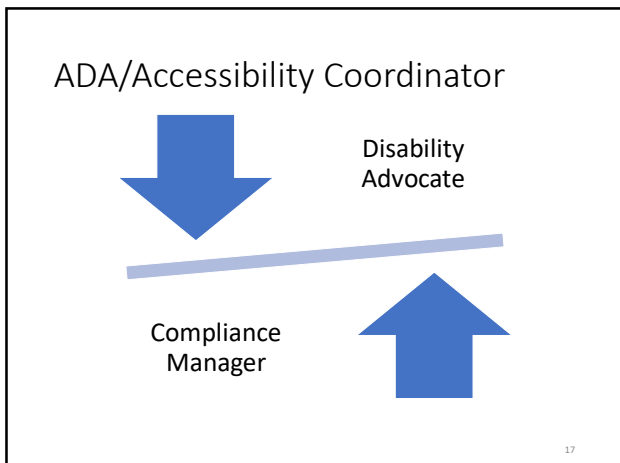 ADA/Accessibility Coordinator
Disability
Advocate
Compliance
Manager
17